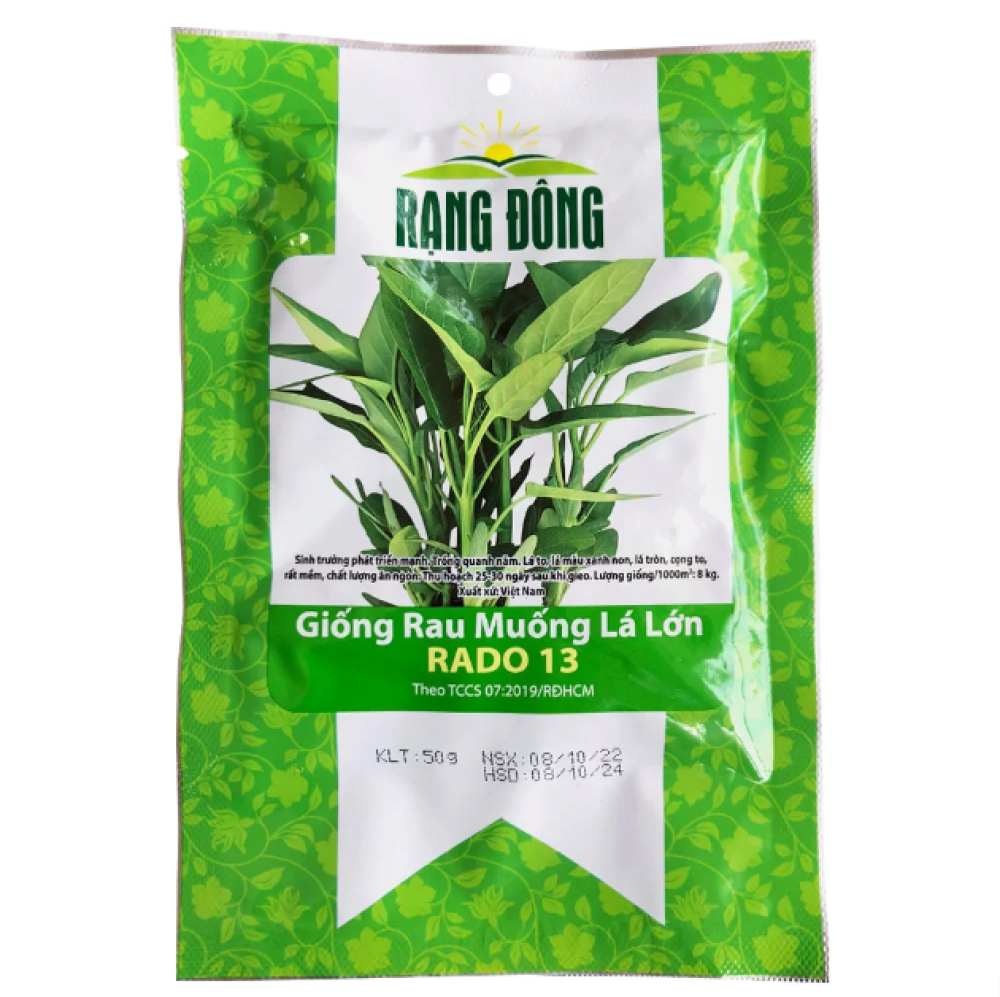 RẠNG ĐÔNG
Sinh trưởng phát triển mạnh. Trồng quanh năm. Lá to, lá màu xanh non, lá tròn, cọng to,
rất mềm, chất lượng ăn ngon. Thu hoạch 25-30 ngày sau khi gieo. Lượng giống/1000m²: 8 kg.
Xuất xứ: Việt Nam
Giống Rau Muống Lá Lớn
RADO 13
Theo TCCS 07:2019/RĐHCM
KLT:50g NSX:08/10/22
HSD:08/10/24